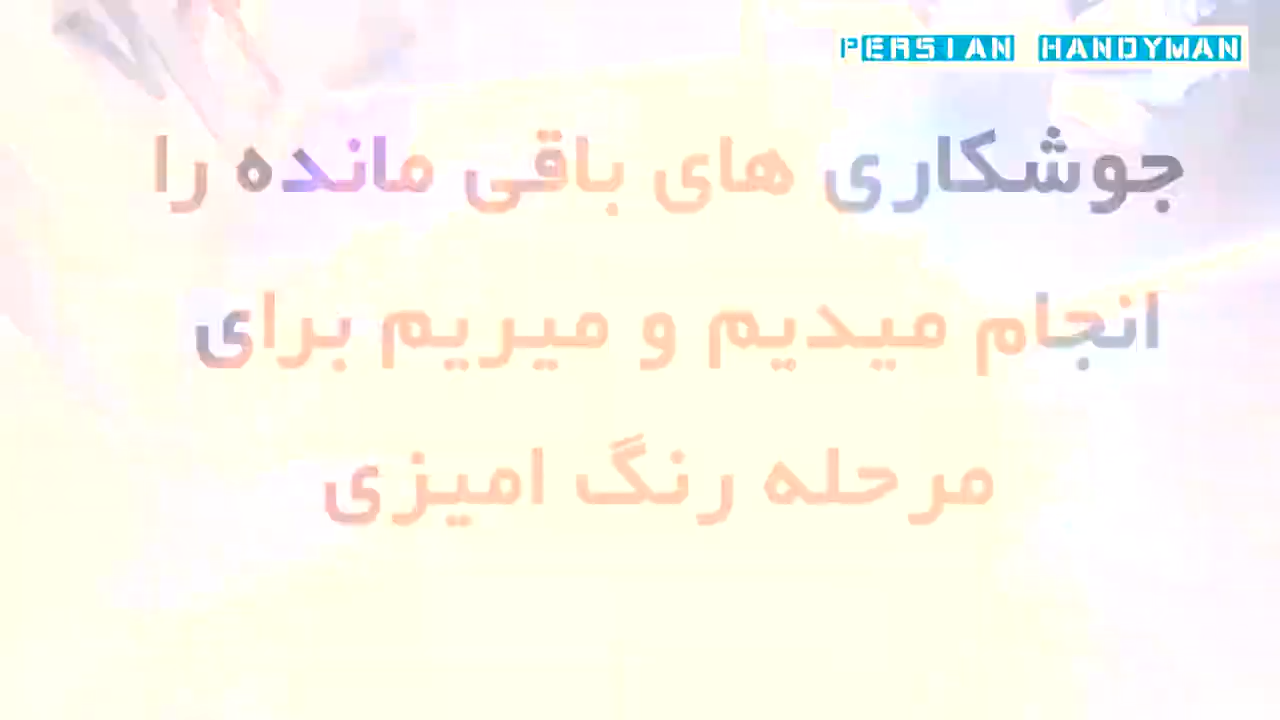 PERSIAN HANDYMAN
جوشکاری های باقی مانده را
انجام میدیم و میریم برای
مرحله رنگ امیزی